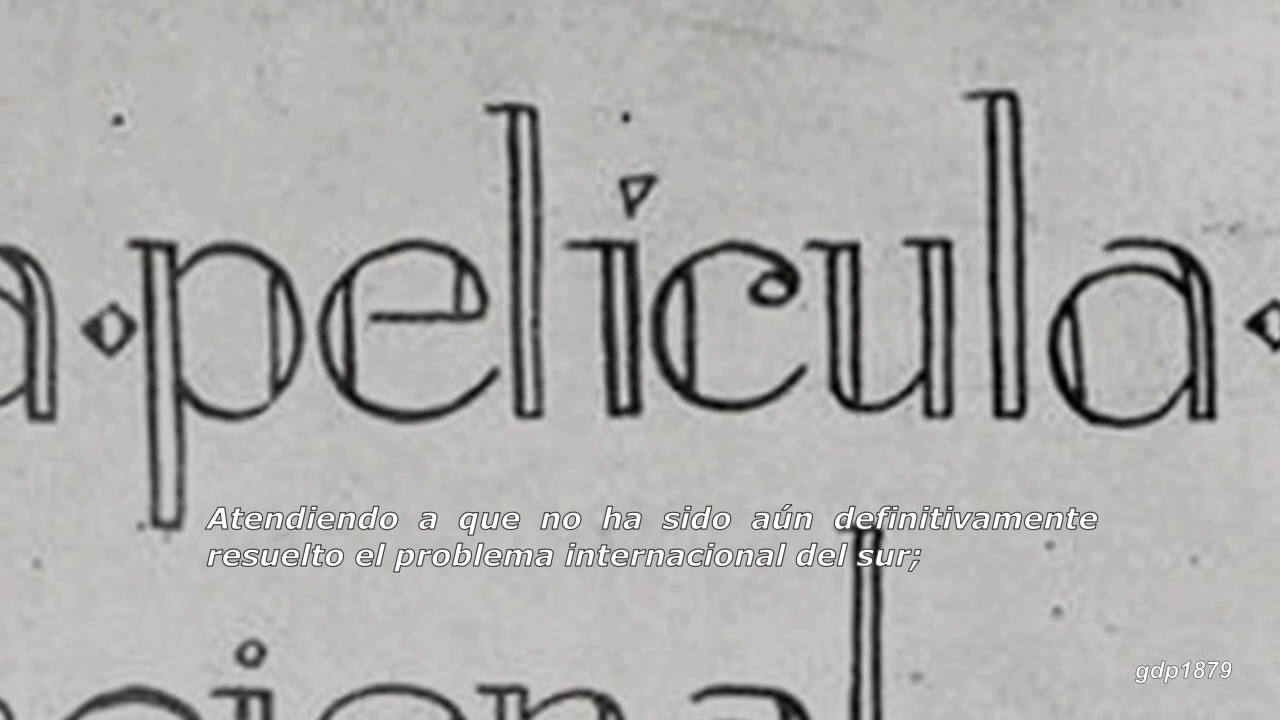 a·película·
Atendiendo a que no ha sido aún definitivamente
resuelto el problema internacional del sur;
gdp1879